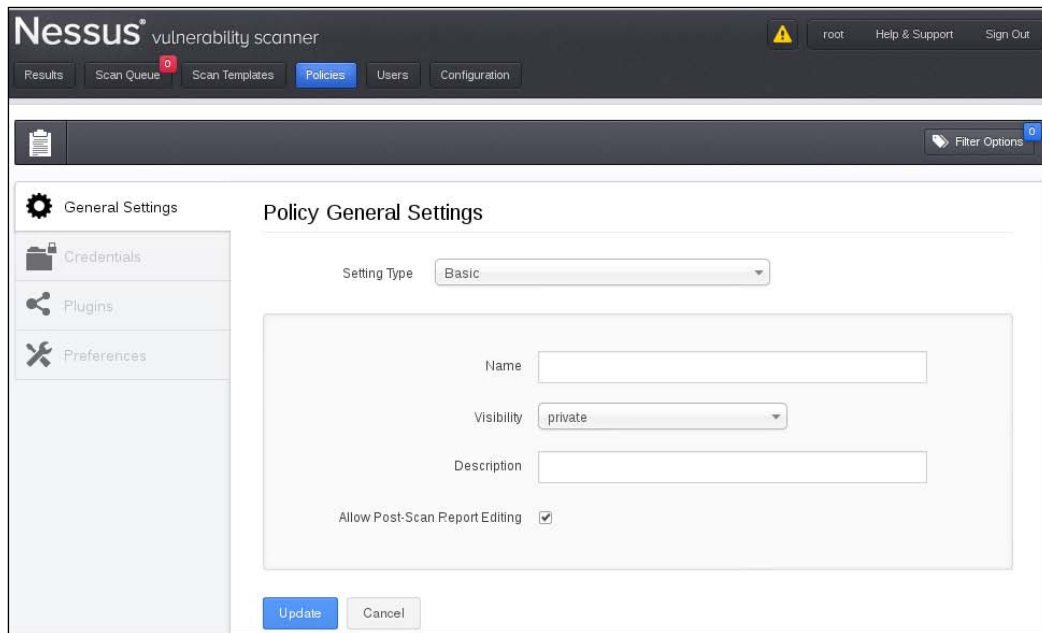 Nessus® vulnerability scanner
root Help & Support Sign Out
Results Scan Queue 0 Scan Templates Policies Users Configuration
Filter Options 0
General Settings
Credentials
Plugins
Preferences
Policy General Settings
Setting Type Basic
Name
Visibility private
Description
Allow Post-Scan Report Editing
Update Cancel